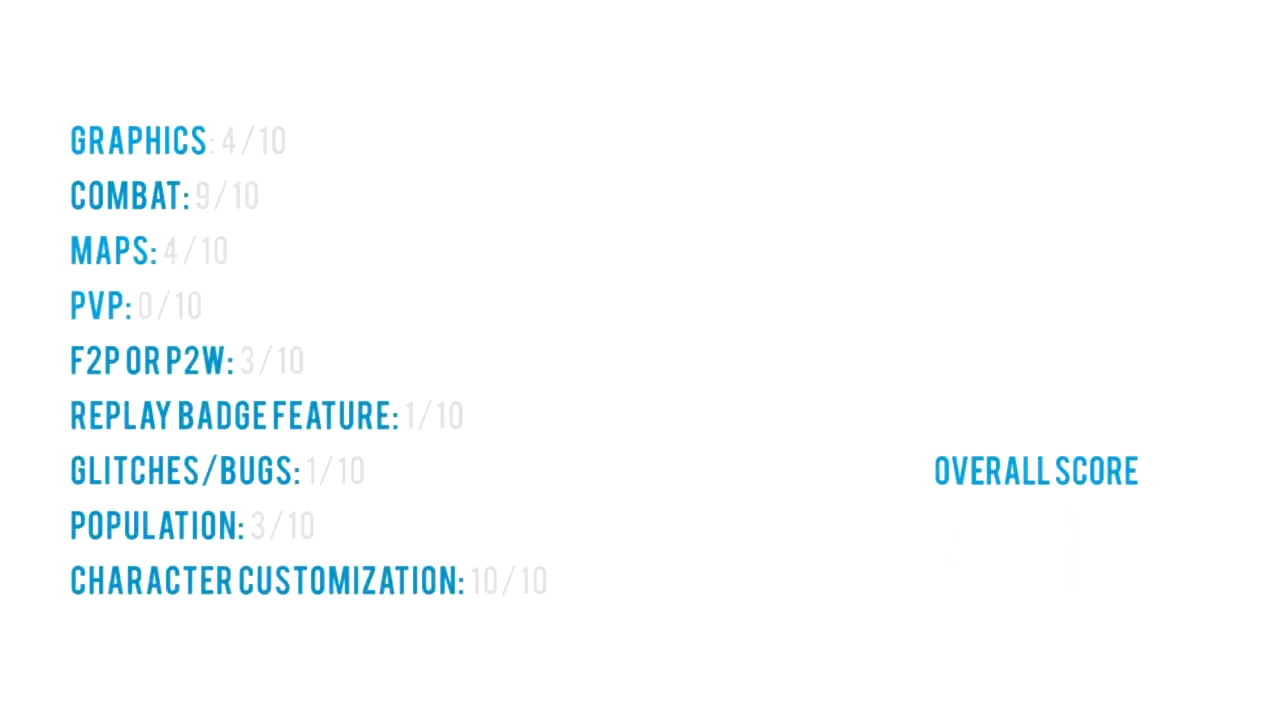 GRAPHICS: 4/10
COMBAT: 9/10
MAPS: 4/10
PVP: 0/10
F2P OR P2W: 3/10
REPLAY BADGE FEATURE: 1/10
GLITCHES/BUGS: 1/10
OVERALL SCORE
POPULATION: 3/10
CHARACTER CUSTOMIZATION: 10/10